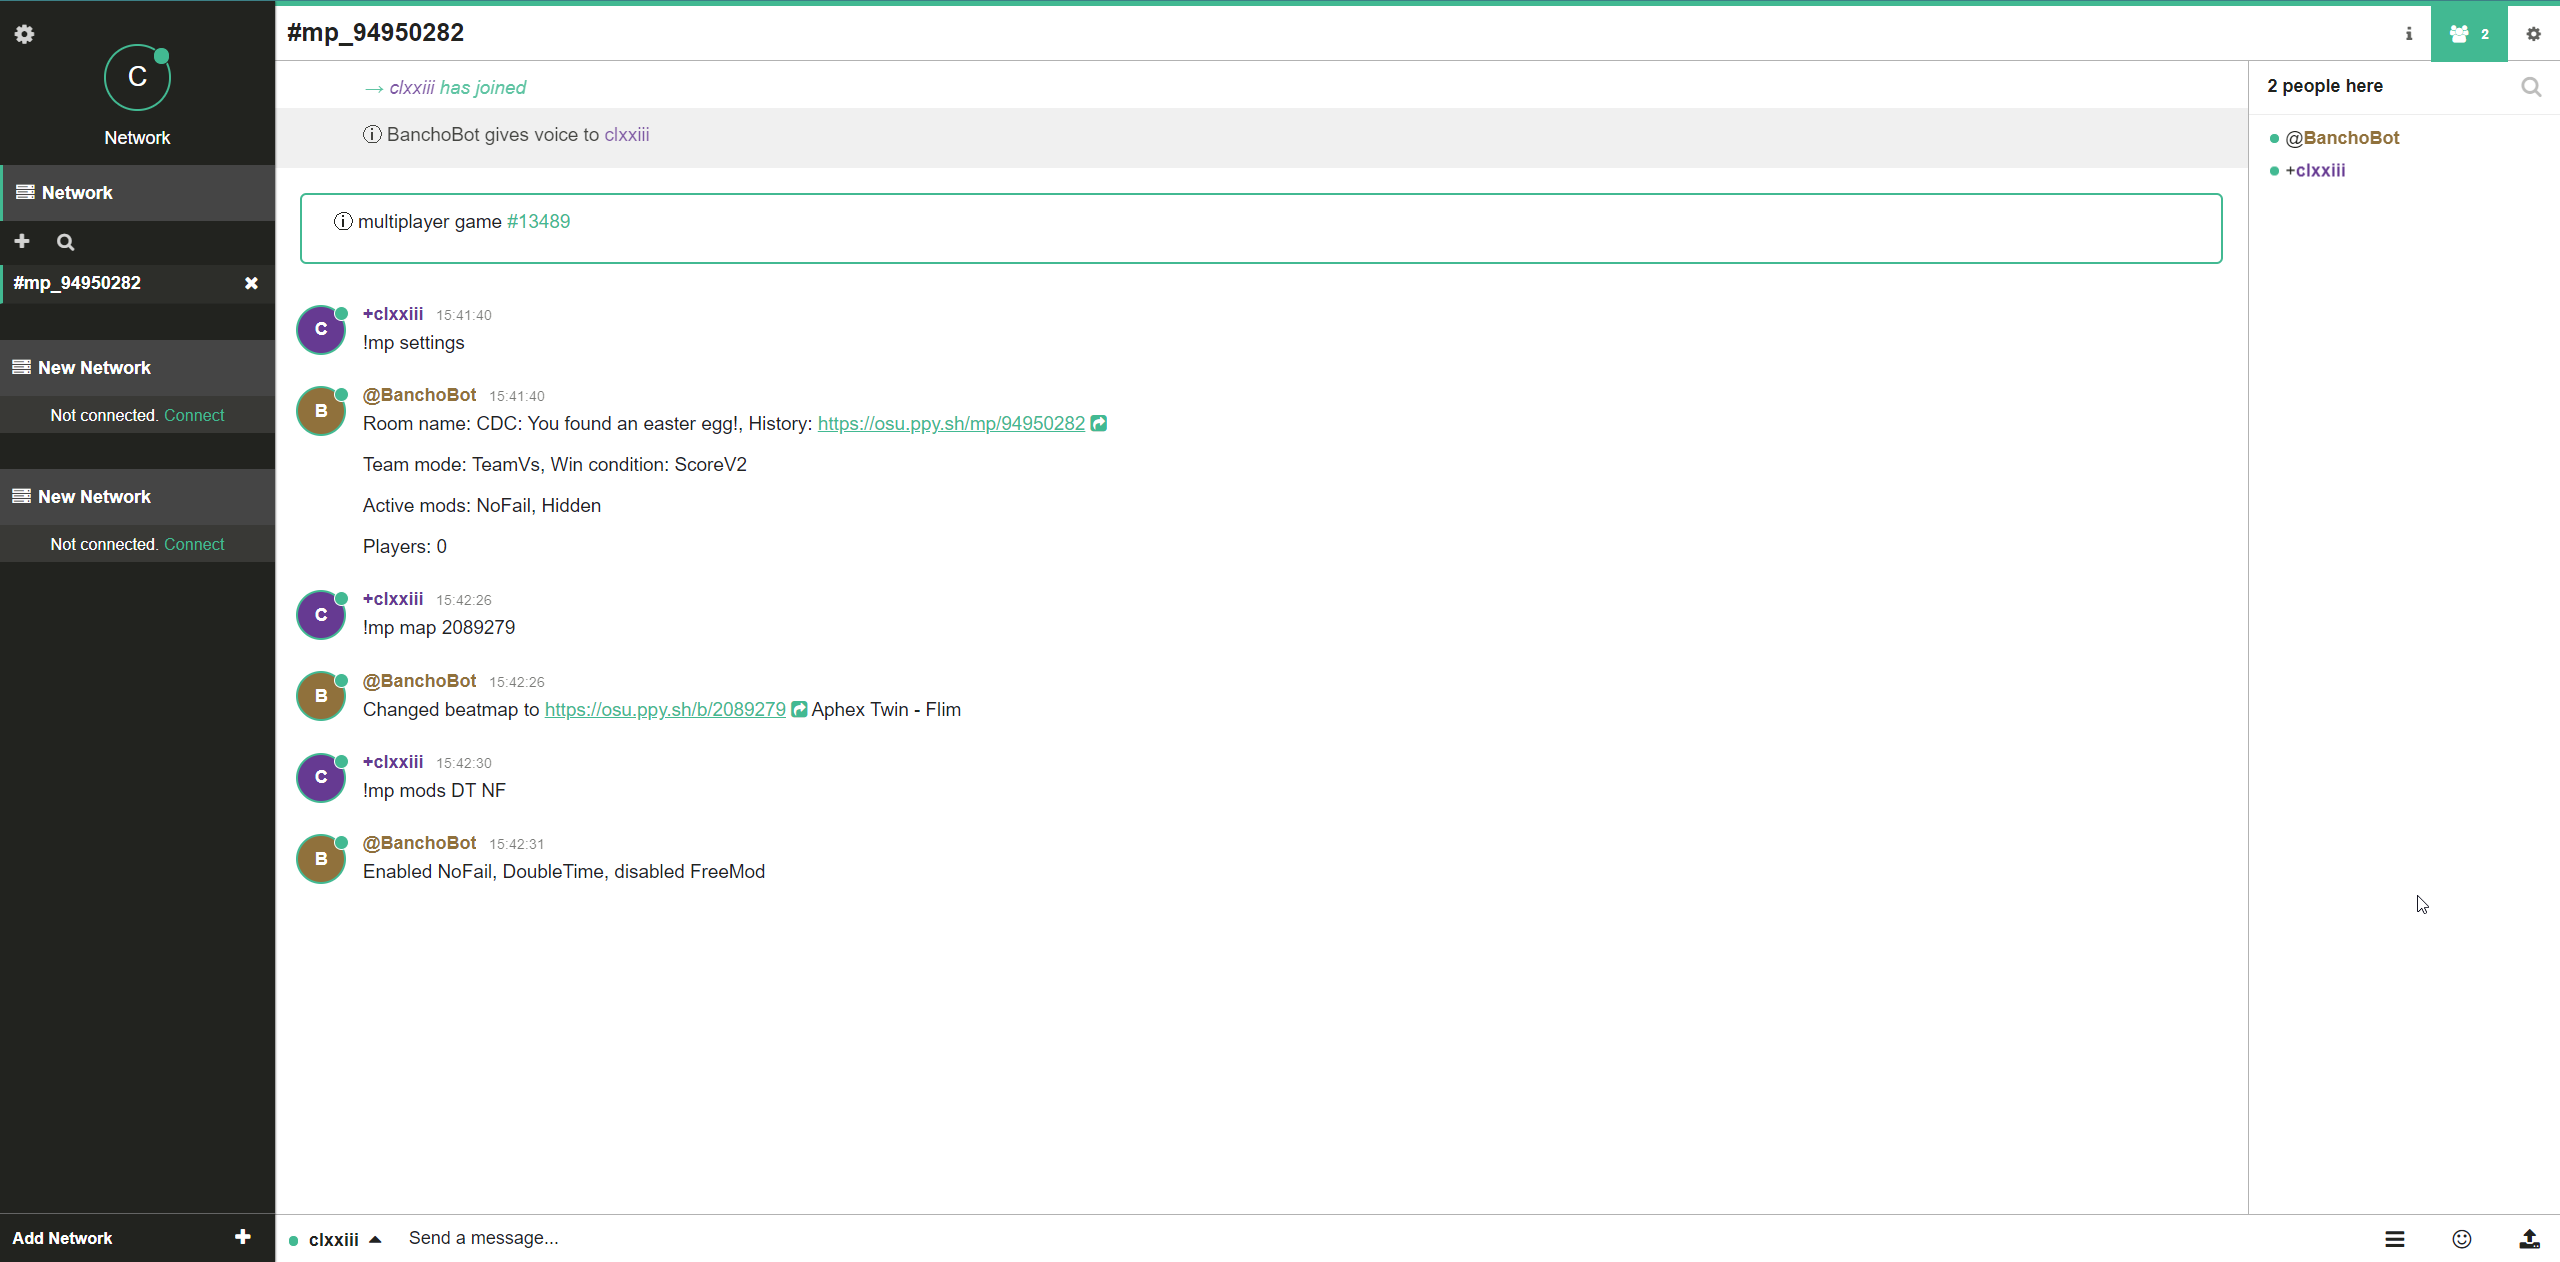 C
Network
Network
#mp_94950282
New Network
Not connected. Connect
New Network
Not connected. Connect
Add Network
#mp_94950282
2
→ clxxiii has joined
BanchoBot gives voice to clxxiii
multiplayer game #13489
C
+clxxiii 15:41:40
!mp settings
B
@BanchoBot 15:41:40
Room name: CDC: You found an easter egg!, History: https://osu.ppy.sh/mp/94950282
Team mode: TeamVs, Win condition: ScoreV2
Active mods: NoFail, Hidden
Players: 0
C
+clxxiii 15:42:26
!mp map 2089279
B
@BanchoBot 15:42:26
Changed beatmap to https://osu.ppy.sh/b/2089279 Aphex Twin - Flim
C
+clxxiii 15:42:30
!mp mods DT NF
B
@BanchoBot 15:42:31
Enabled NoFail, DoubleTime, disabled FreeMod
clxxiii
Send a message...
2 people here
@BanchoBot
+clxxiii